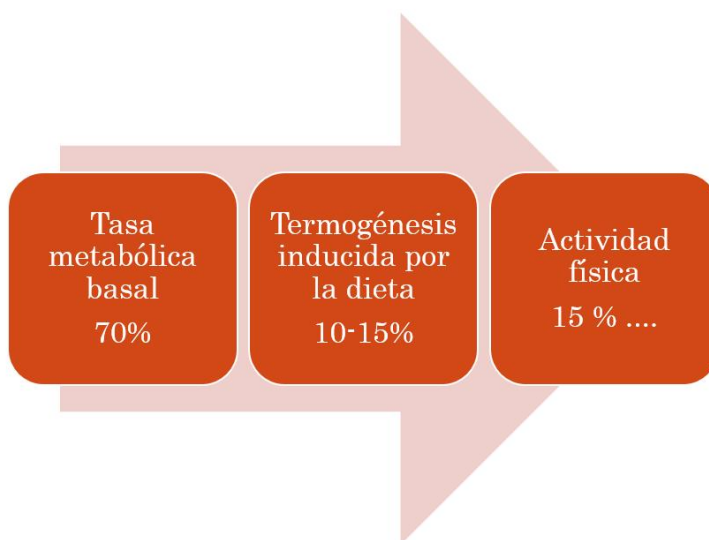 Tasa
metabólica
basal
70%
Termogénesis
inducida por
la dieta
10-15%
Actividad
física
15 % ....